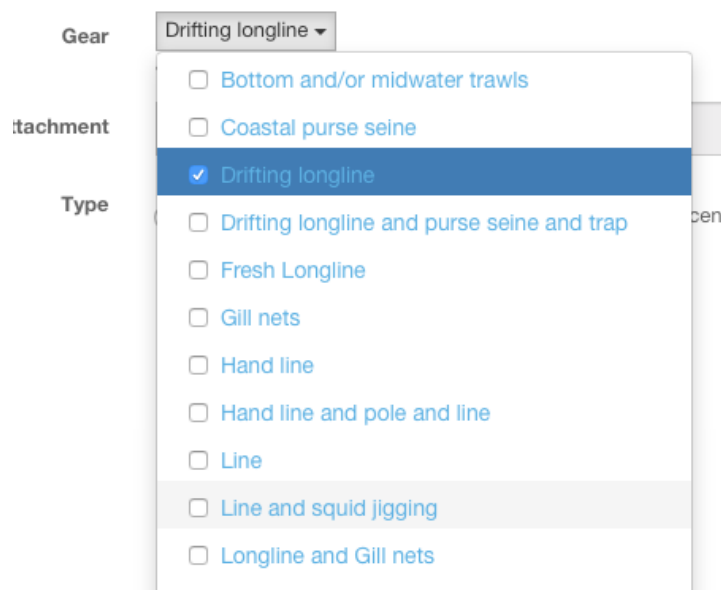 Gear
Drifting longline
Bottom and/or midwater trawls
ttachment
Coastal purse seine
Drifting longline
Type
Drifting longline and purse seine and trap
cen
Fresh Longline
Gill nets
Hand line
Hand line and pole and line
Line
Line and squid jigging
Longline and Gill nets